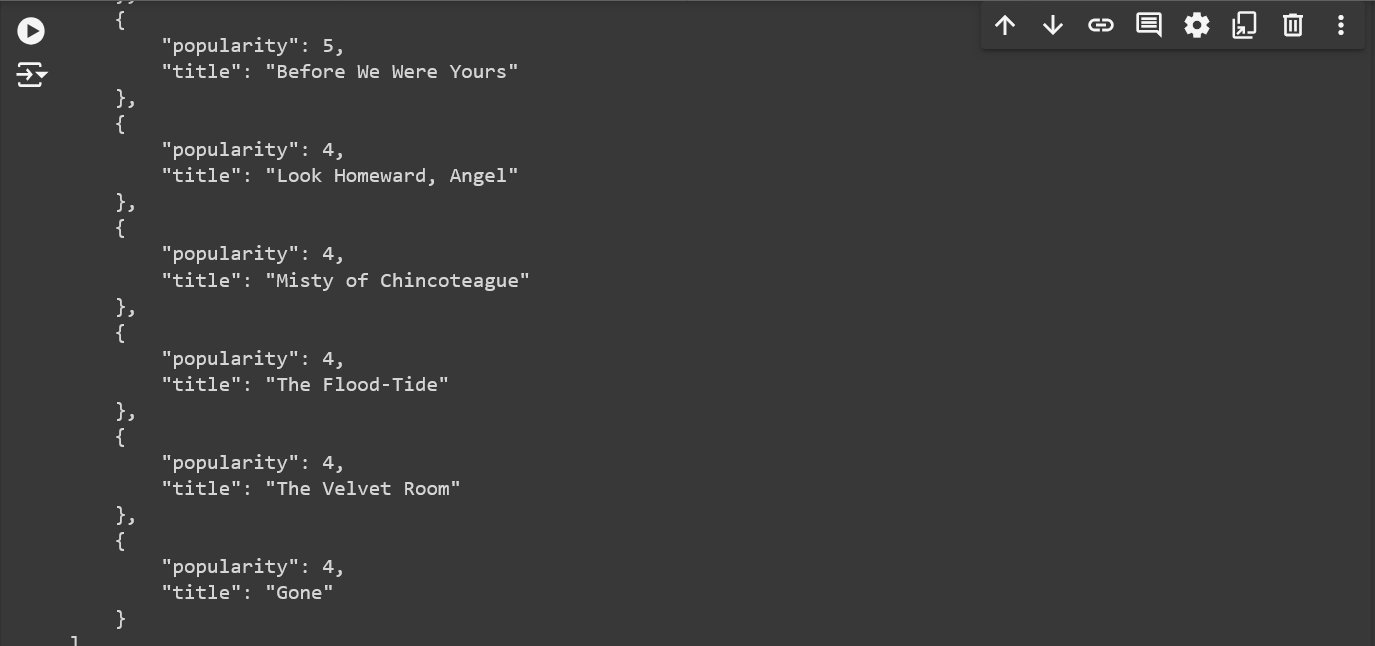 {
"popularity": 5,
"title": "Before We Were Yours"
},
{
"popularity": 4,
"title": "Look Homeward, Angel"
},
{
"popularity": 4,
"title": "Misty of Chincoteague"
},
{
"popularity": 4,
"title": "The Flood-Tide"
},
{
"popularity": 4,
"title": "The Velvet Room"
},
{
"popularity": 4,
"title": "Gone"
}
]